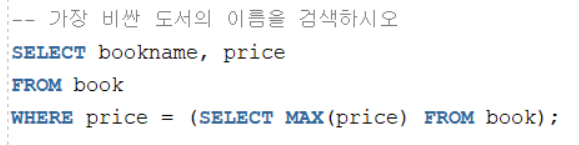 -- 가장 비싼 도서의 이름을 검색하시오
SELECT bookname, price
FROM book
WHERE price = (SELECT MAX(price) FROM book);